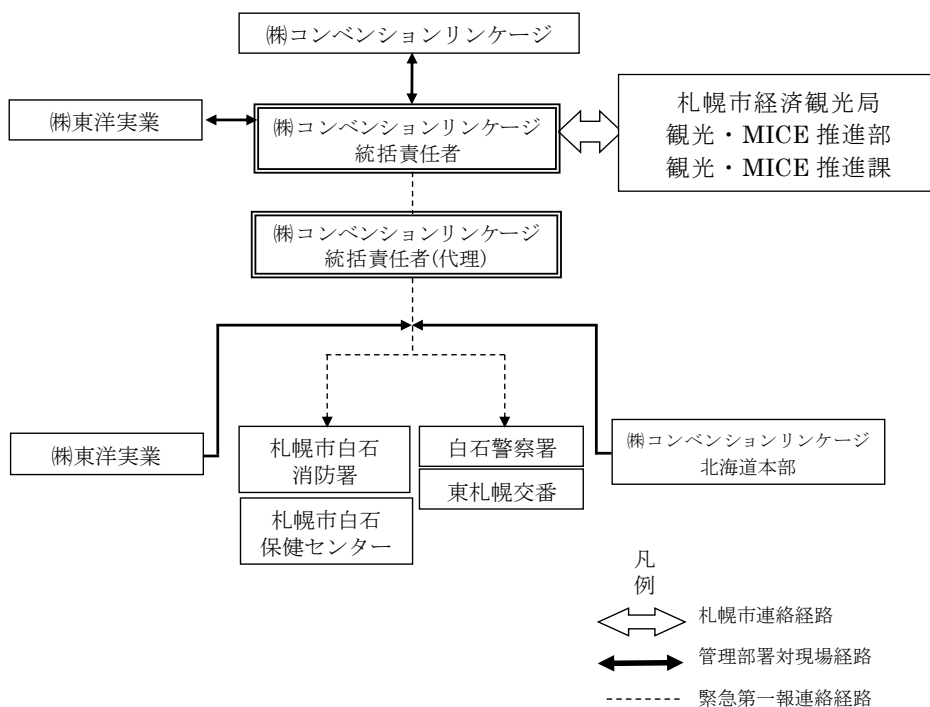 ㈱コンベンションリンケージ
㈱東洋実業
㈱コンベンションリンケージ
統括責任者
札幌市経済観光局
観光・MICE 推進部
観光・MICE 推進課
㈱コンベンションリンケージ
統括責任者(代理)
㈱東洋実業
札幌市白石
消防署
白石警察署
東札幌交番
札幌市白石
保健センター
㈱コンベンションリンケージ
北海道本部
凡
例
札幌市連絡経路
管理部署対現場経路
緊急第一報連絡経路